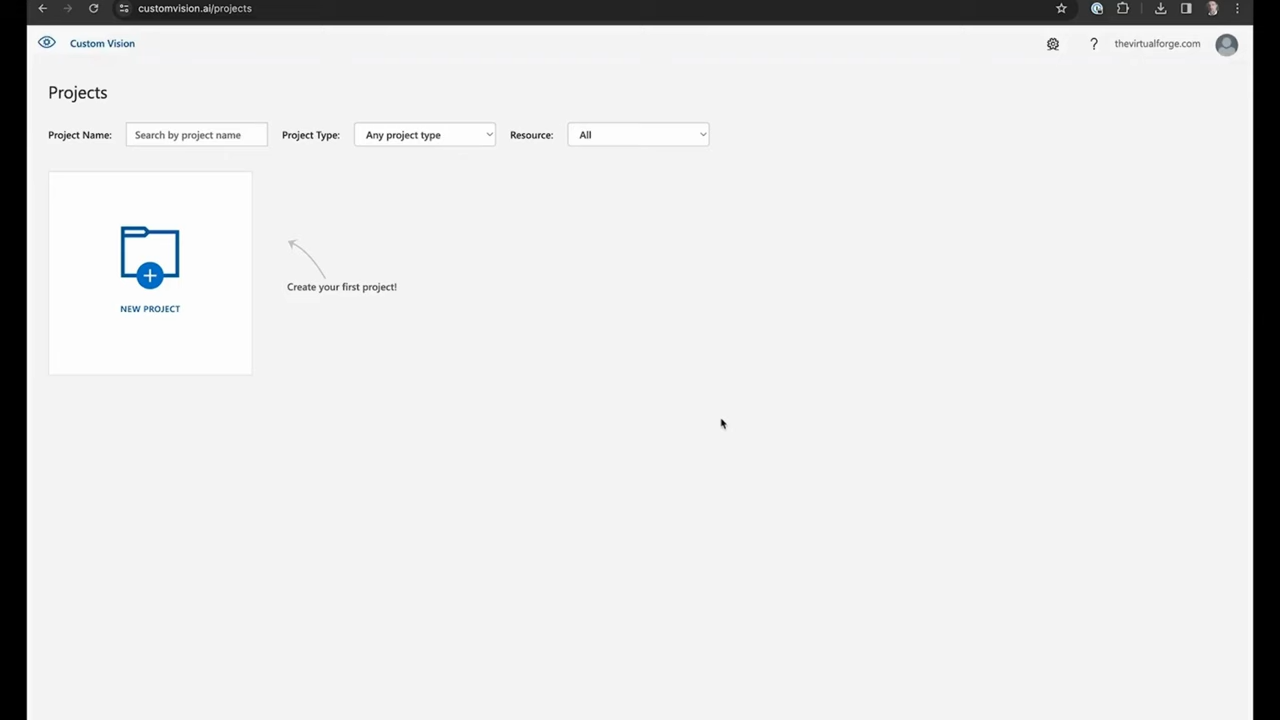 customvision.ai/projects
Custom Vision
? thevirtualforge.com
Projects
Project Name: Search by project name Project Type: Any project type Resource: All
Create your first project!
NEW PROJECT